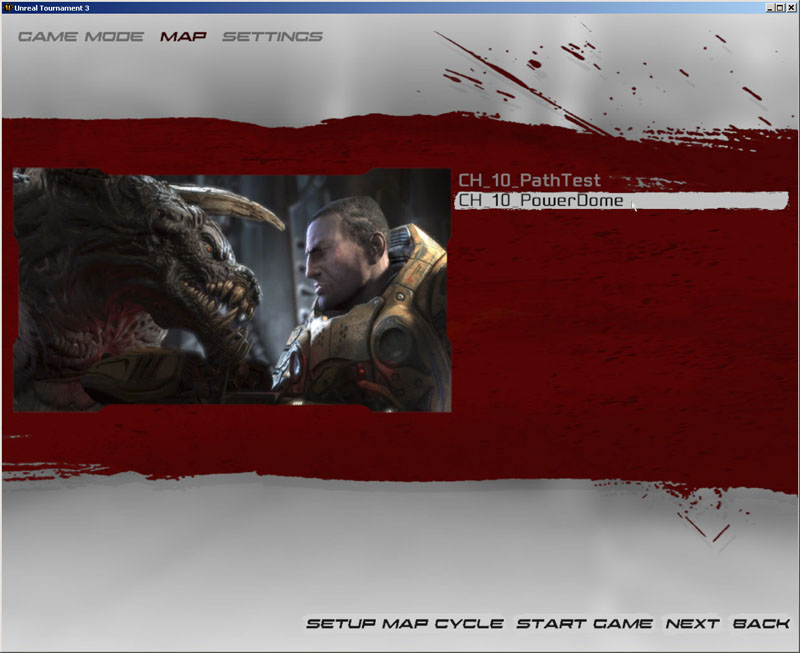 Unreal Tournament 3
GAME MODE MAP SETTINGS
CH_10_PathTest
CH_10_PowerDome
SETUP MAP CYCLE START GAME NEXT BACK